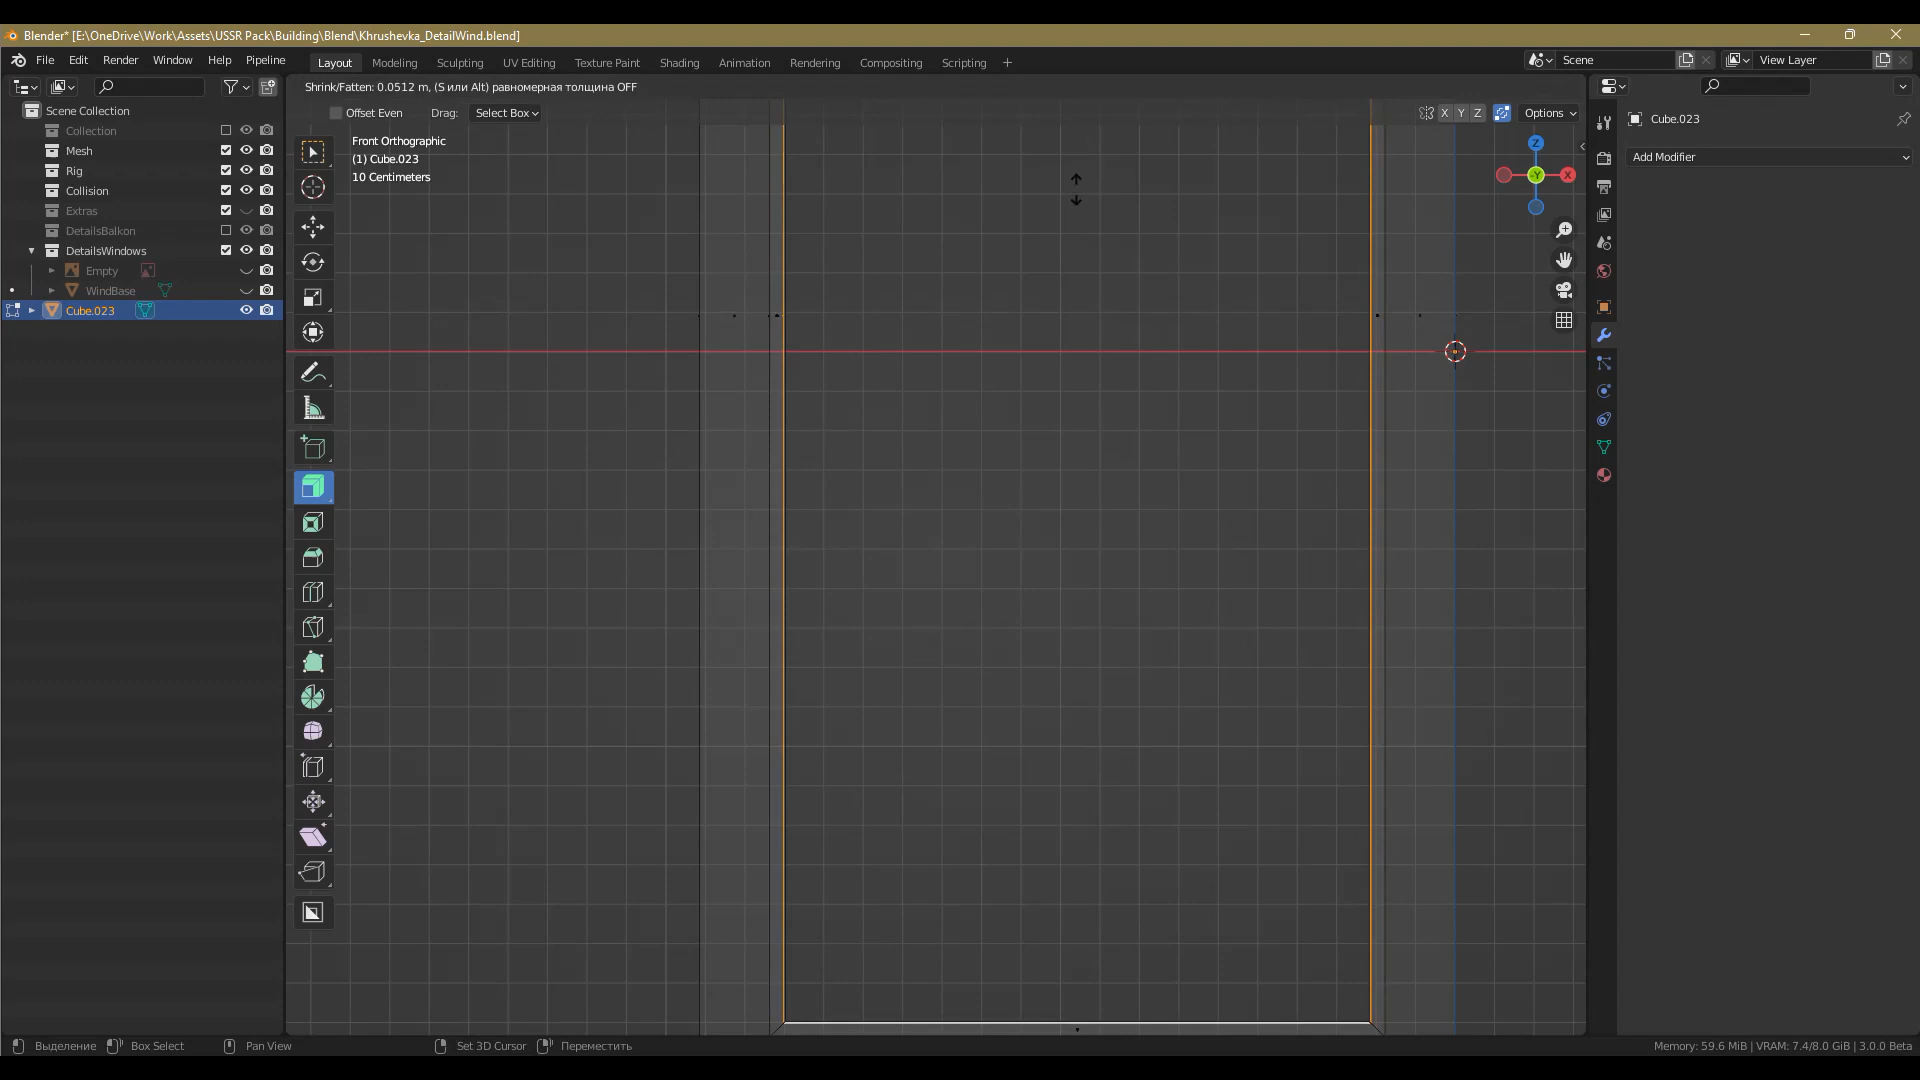 Blender* [E:\OneDrive\Work\Assets\USSR Pack\Building\Blend\Khrushevka_DetailWind.blend]
File Edit Render Window Help Pipeline Layout Modeling Sculpting UV Editing Texture Paint Shading Animation Rendering Compositing Scripting + Scene View Layer
Shrink/Fatten: 0.0512 m, (S или Alt) равномерная толщина OFF
Offset Even Drag: Select Box X Y Z Options
Scene Collection
Collection
Mesh
Rig
Collision
Extras
DetailsBalkon
DetailsWindows
Empty
WindBase
Cube.023
Front Orthographic
(1) Cube.023
10 Centimeters
Z
-Y
X
Cube.023
Add Modifier
Выделение Box Select Pan View Set 3D Cursor Переместить Memory: 59.6 MiB | VRAM: 7.4/8.0 GiB | 3.0.0 Beta